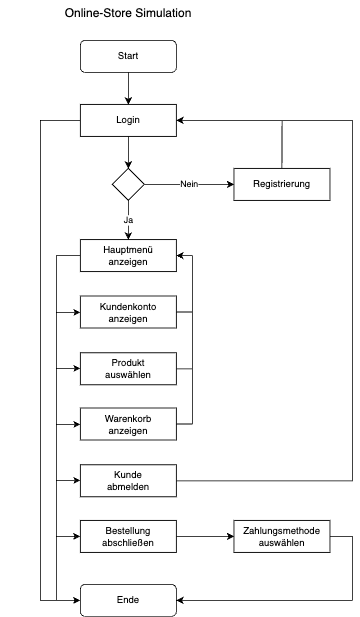 Online-Store Simulation
Start
Login
Nein
Registrierung
Ja
Hauptmenü
anzeigen
Kundenkonto
anzeigen
Produkt
auswählen
Warenkorb
anzeigen
Kunde
abmelden
Bestellung
abschließen
Zahlungsmethode
auswählen
Ende